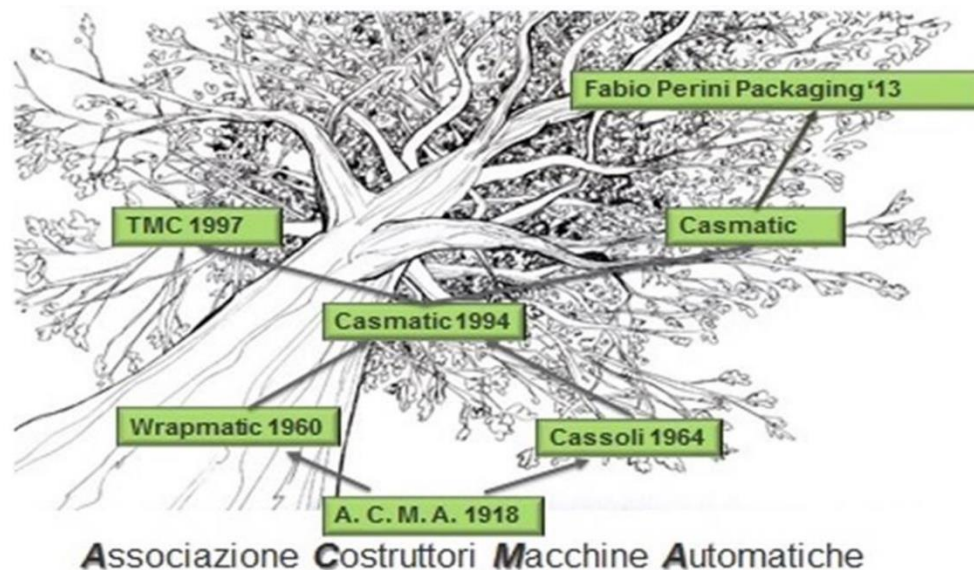 Fabio Perini Packaging '13
TMC 1997
Casmatic
Casmatic 1994
Wrapmatic 1960
Cassoli 1964
A. C. M. A. 1918
Associazione Costruttori Macchine Automatiche